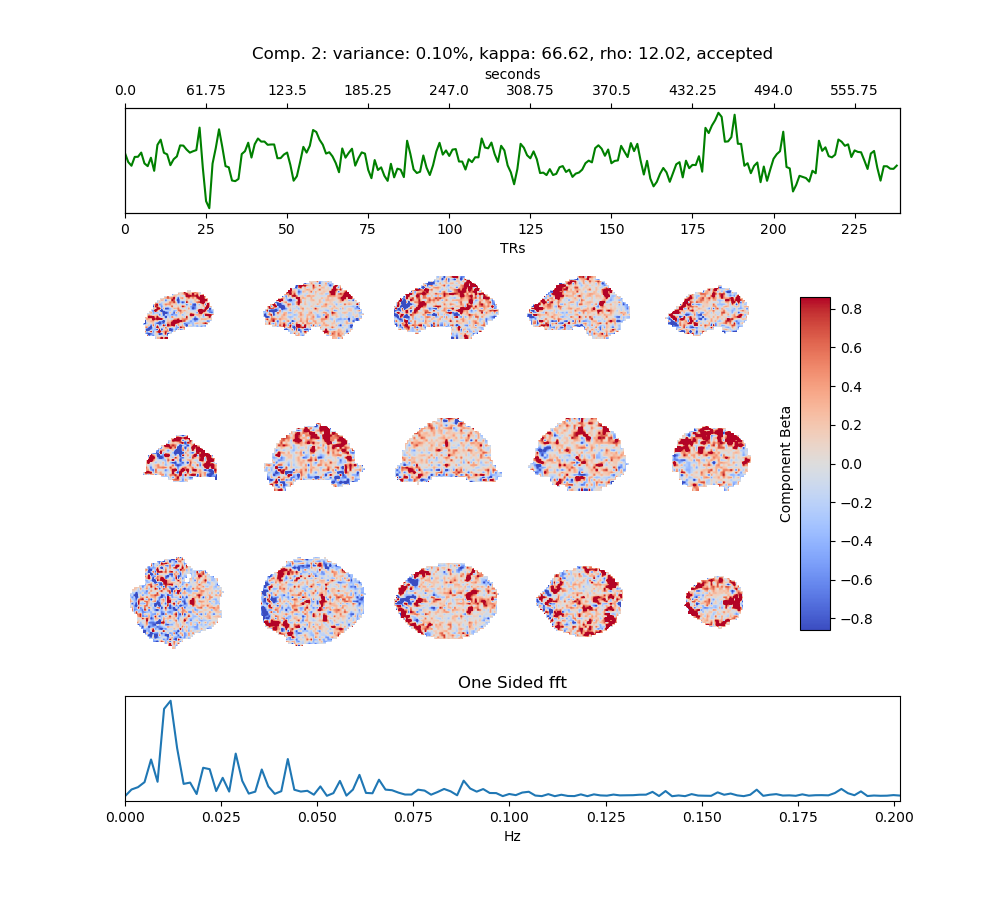 Comp. 2: variance: 0.10%, kappa: 66.62, rho: 12.02, accepted
seconds
0.0 61.75 123.5 185.25 247.0 308.75 370.5 432.25 494.0 555.75
0 25 50 75 100 125 150 175 200 225
TRs
0.8
0.6
0.4
0.2
0.0
−0.2
−0.4
−0.6
−0.8
Component Beta
One Sided fft
0.000 0.025 0.050 0.075 0.100 0.125 0.150 0.175 0.200
Hz